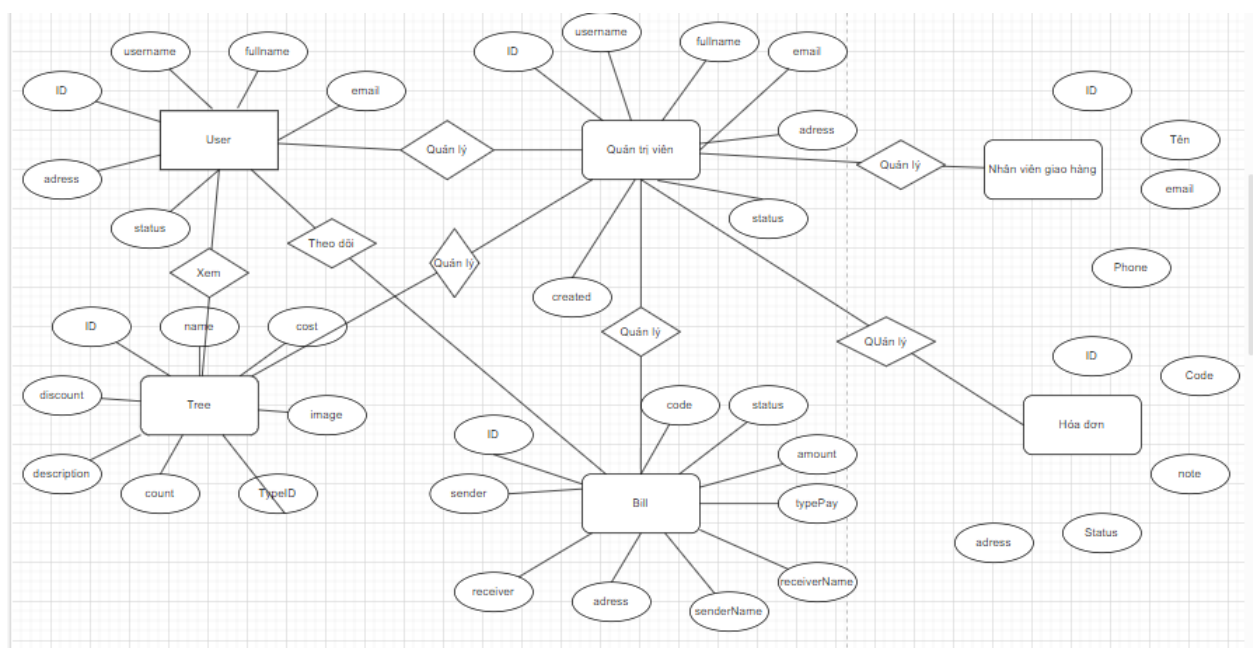 username
fullname
ID
email
User
adress
status
Quản lý
ID
username
fullname
email
Quản trị viên
adress
status
created
Quản lý
ID
Tên
Nhân viên giao hàng
email
Phone
Theo dõi
Xem
Quản lý
Quản lý
QUản lý
ID
name
cost
discount
Tree
image
description
count
TypeID
code
status
ID
amount
sender
Bill
typePay
receiver
adress
senderName
receiverName
ID
Code
Hóa đơn
note
Status
adress